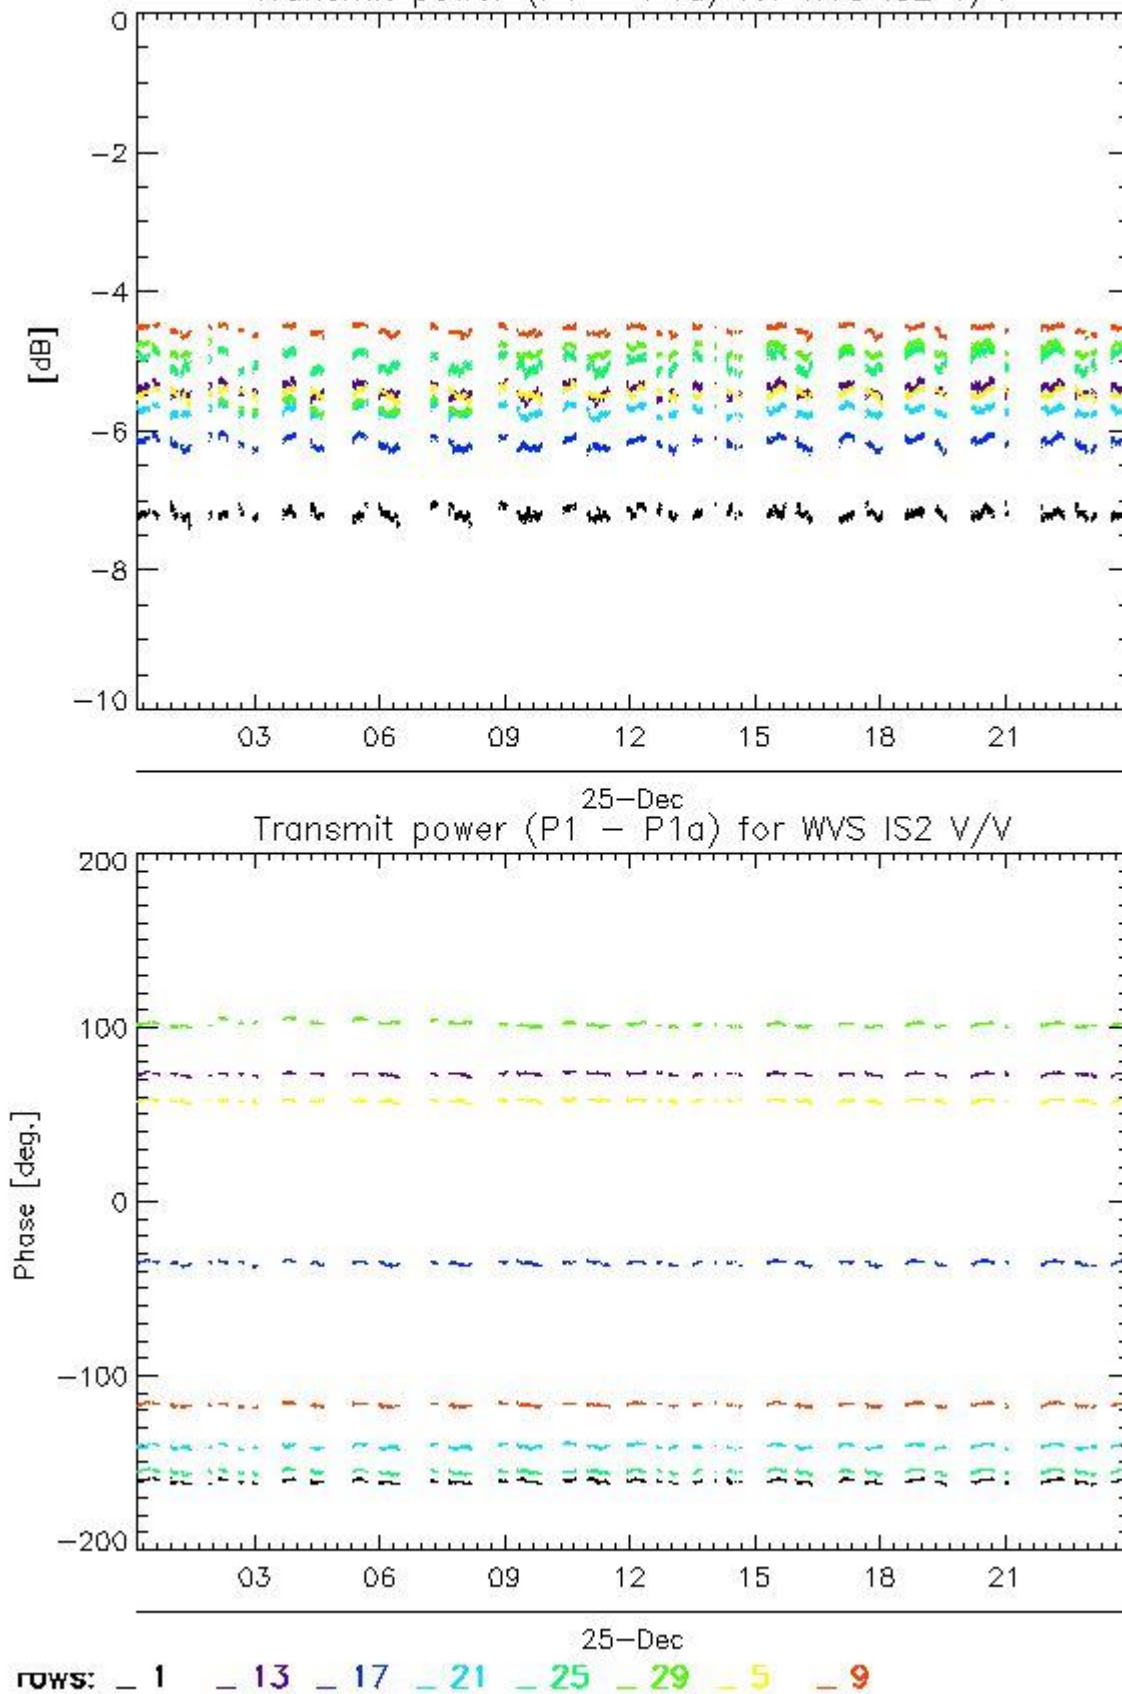 0
−2
−4
[dB]
−6
−8
−10
03 06 09 12 15 18 21
25−Dec
Transmit power (P1 − P1a) for WVS IS2 V/V
200
100
0
Phase [deg.]
−100
−200
03 06 09 12 15 18 21
25−Dec
rows: _ 1 _ 13 _ 17 _ 21 _ 25 _ 29 _ 5 _ 9